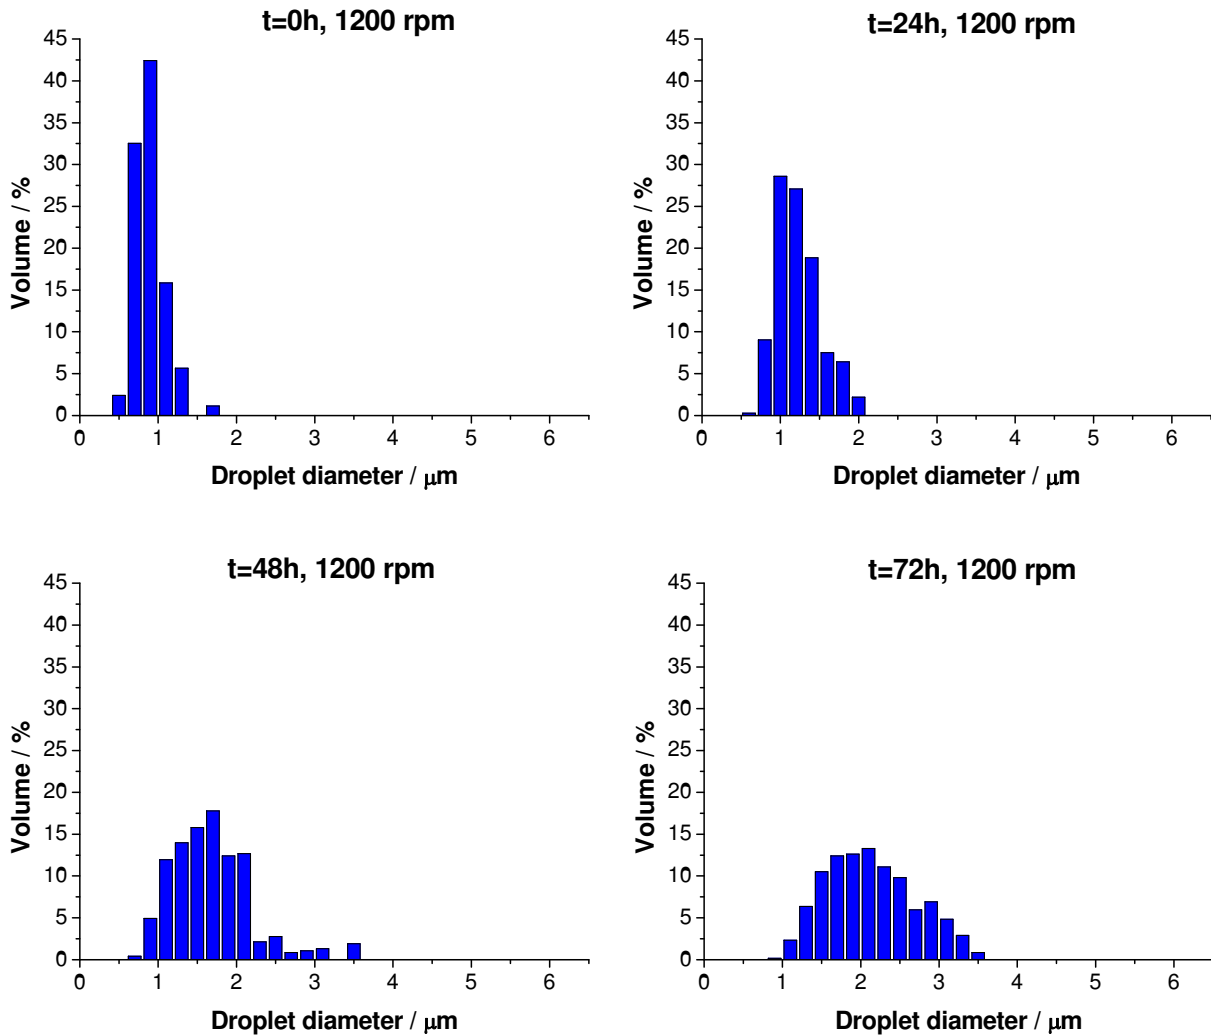 t=0h, 1200 rpm
45
40
35
30
25
20
15
10
5
0
Volume / %
0 1 2 3 4 5 6
Droplet diameter / μm
t=24h, 1200 rpm
45
40
35
30
25
20
15
10
5
0
Volume / %
0 1 2 3 4 5 6
Droplet diameter / μm
t=48h, 1200 rpm
45
40
35
30
25
20
15
10
5
0
Volume / %
0 1 2 3 4 5 6
Droplet diameter / μm
t=72h, 1200 rpm
45
40
35
30
25
20
15
10
5
0
Volume / %
0 1 2 3 4 5 6
Droplet diameter / μm